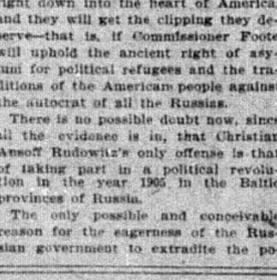 right down into the heart of America
and they will get the clipping they de-
serve—that is, if Commissioner Foote
will uphold the ancient right of asy-
um for political refugees and the tra-
ditions of the American people against
the autocrat of all the Russias.
There is no possible doubt now, since
all the evidence is in, that Christian
Ansoff Rudowitz's only offense is that
of taking part in a political revolu-
tion in the year 1905 in the Baltic
provinces of Russia.
The only possible and conceivable
reason for the eagerness of the Rus-
sian government to extradite the po-